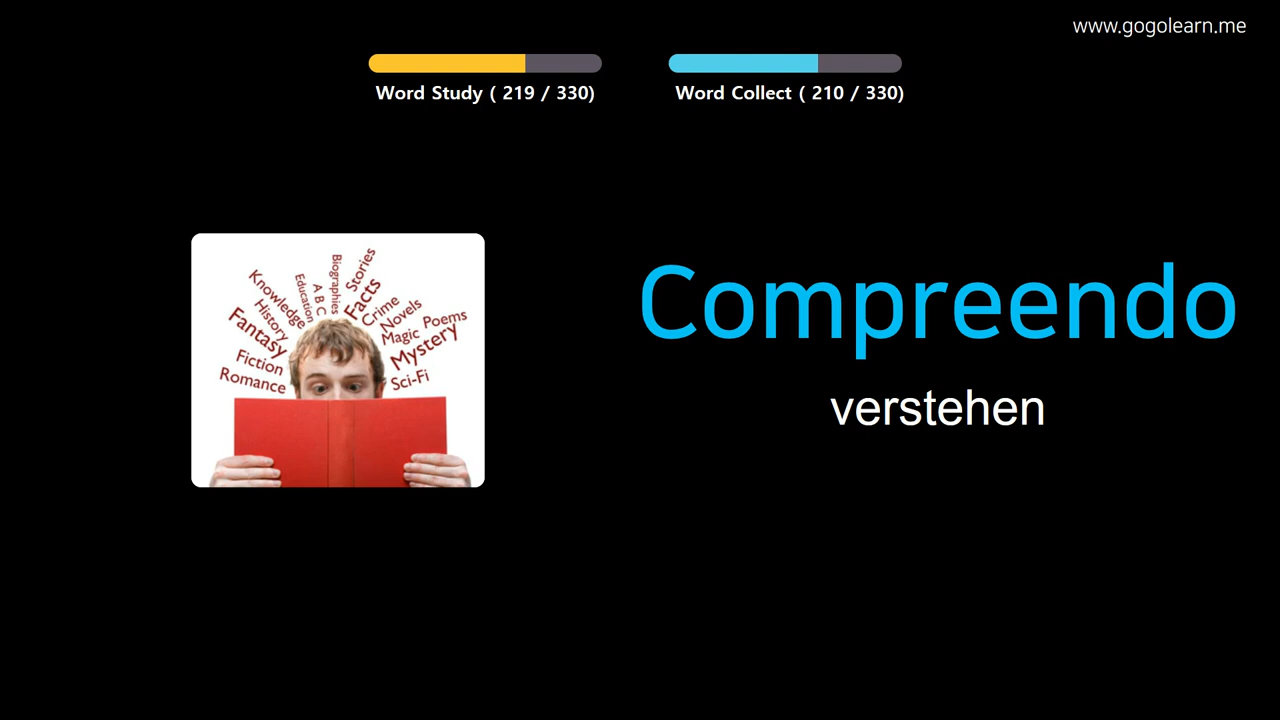 www.gogolearn.me
Word Study ( 219 / 330)
Word Collect ( 210 / 330)
Compreendo
verstehen
Knowledge
History
Fantasy
Fiction
Romance
Education
A B C
Biographies
Stories
Facts
Crime
Novels
Magic
Poems
Mystery
Sci-Fi